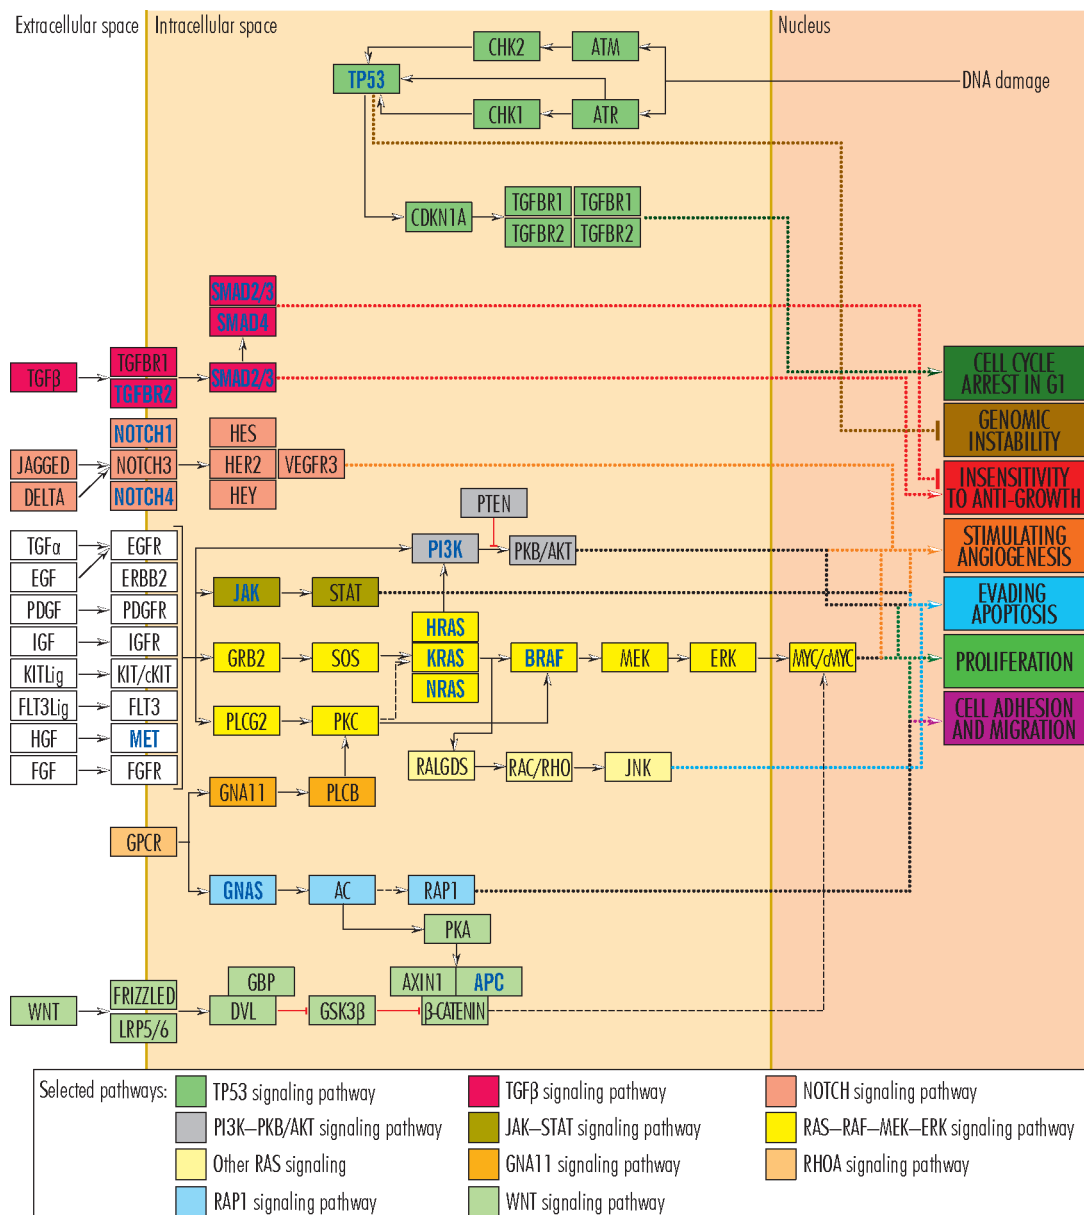 Extracellular space
Intracellular space
Nucleus
CHK2
ATM
TP53
DNA damage
CHK1
ATR
CDKN1A
TGFBR1
TGFBR1
TGFBR2
TGFBR2
SMAD2/3
SMAD4
TGFβ
TGFBR1
TGFBR2
SMAD2/3
CELL CYCLE
ARREST IN G1
GENOMIC
INSTABILITY
NOTCH1
HES
JAGGED
NOTCH3
HER2
VEGFR3
DELTA
NOTCH4
HEY
INSENSITIVITY
TO ANTI-GROWTH
PTEN
TGFα
EGFR
PI3K
PKB/AKT
STIMULATING
ANGIOGENESIS
EGF
ERBB2
JAK
STAT
EVADING
APOPTOSIS
PDGF
PDGFR
HRAS
IGF
IGFR
GRB2
SOS
KRAS
BRAF
MEK
ERK
MYC/cMYC
PROLIFERATION
KITLig
KIT/cKIT
NRAS
FLT3Lig
FLT3
PLCG2
PKC
CELL ADHESION
AND MIGRATION
HGF
MET
FGF
FGFR
RALGDS
RAC/RHO
JNK
GNA11
PLCB
GPCR
GNAS
AC
RAP1
PKA
FRIZZLED
GBP
AXIN1
APC
WNT
LRP5/6
DVL
GSK3β
β-CATENIN
Selected pathways:
TP53 signaling pathway
TGFβ signaling pathway
NOTCH signaling pathway
PI3K–PKB/AKT signaling pathway
JAK–STAT signaling pathway
RAS–RAF–MEK–ERK signaling pathway
Other RAS signaling
GNA11 signaling pathway
RHOA signaling pathway
RAP1 signaling pathway
WNT signaling pathway